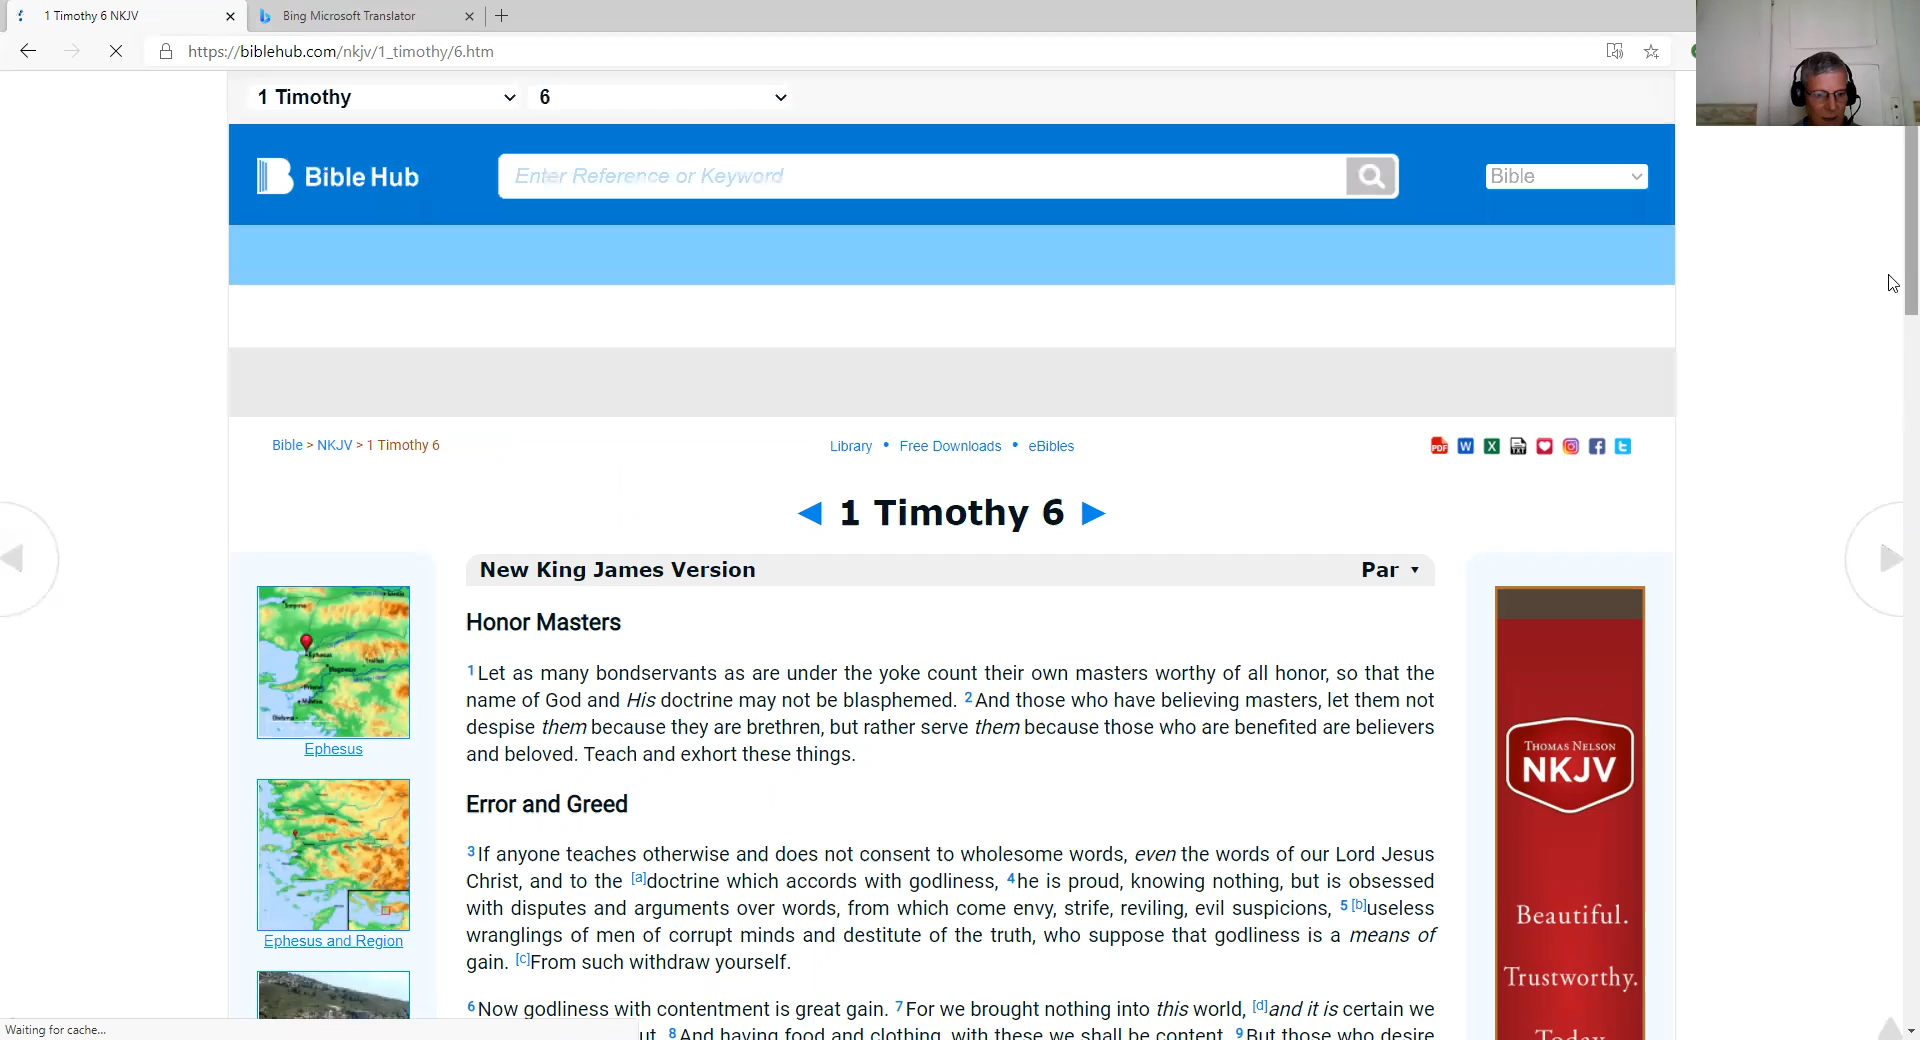 1 Timothy 6 NKJV
Bing Microsoft Translator
https://biblehub.com/nkjv/1_timothy/6.htm
1 Timothy
6
Bible Hub
Enter Reference or Keyword
Bible
Bible > NKJV > 1 Timothy 6
Library • Free Downloads • eBibles
1 Timothy 6
New King James Version
Par
Honor Masters
1 Let as many bondservants as are under the yoke count their own masters worthy of all honor, so that the
name of God and His doctrine may not be blasphemed. 2 And those who have believing masters, let them not
despise them because they are brethren, but rather serve them because those who are benefited are believers
and beloved. Teach and exhort these things.
Error and Greed
3 If anyone teaches otherwise and does not consent to wholesome words, even the words of our Lord Jesus
Christ, and to the [a]doctrine which accords with godliness, 4 he is proud, knowing nothing, but is obsessed
with disputes and arguments over words, from which come envy, strife, reviling, evil suspicions, 5 [b]useless
wranglings of men of corrupt minds and destitute of the truth, who suppose that godliness is a means of
gain. [c]From such withdraw yourself.
6 Now godliness with contentment is great gain. 7 For we brought nothing into this world, [d]and it is certain we
ut. 8 And having food and clothing, with these we shall be content. 9 But those who desire
Ephesus
Ephesus and Region
THOMAS NELSON
NKJV
Beautiful.
Trustworthy.
Today
PDF
W
X
TXT
Waiting for cache...